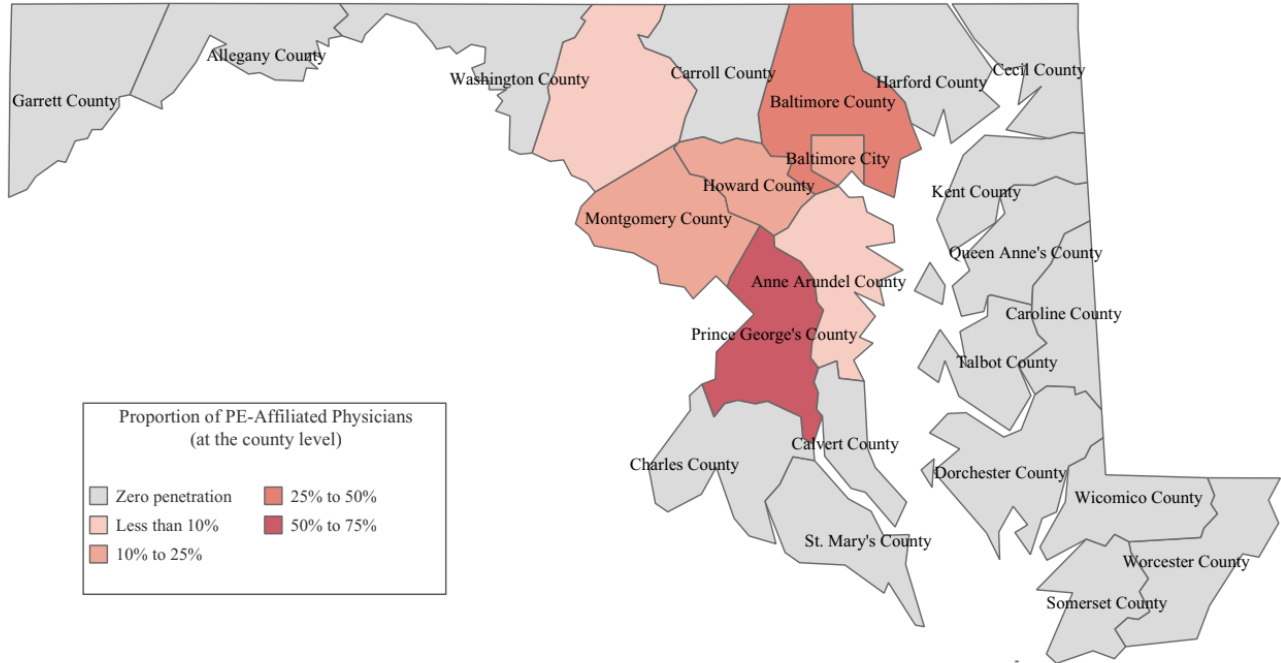 Allegany County
Garrett County
Washington County
Carroll County
Harford County
Cecil County
Baltimore County
Baltimore City
Howard County
Kent County
Montgomery County
Queen Anne's County
Anne Arundel County
Caroline County
Prince George's County
Talbot County
Calvert County
Charles County
Dorchester County
Wicomico County
St. Mary's County
Worcester County
Somerset County
Proportion of PE-Affiliated Physicians
(at the county level)
Zero penetration
Less than 10%
10% to 25%
25% to 50%
50% to 75%